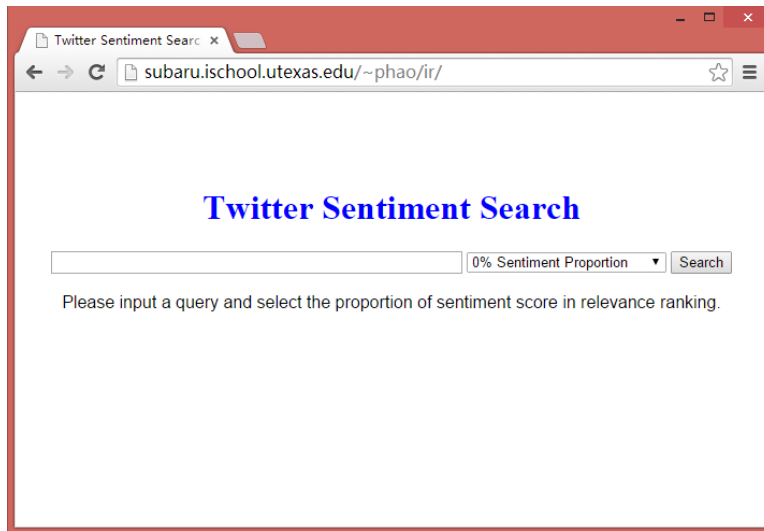 Twitter Sentiment Searc
subaru.ischool.utexas.edu/~phao/ir/
Twitter Sentiment Search
0% Sentiment Proportion Search
Please input a query and select the proportion of sentiment score in relevance ranking.